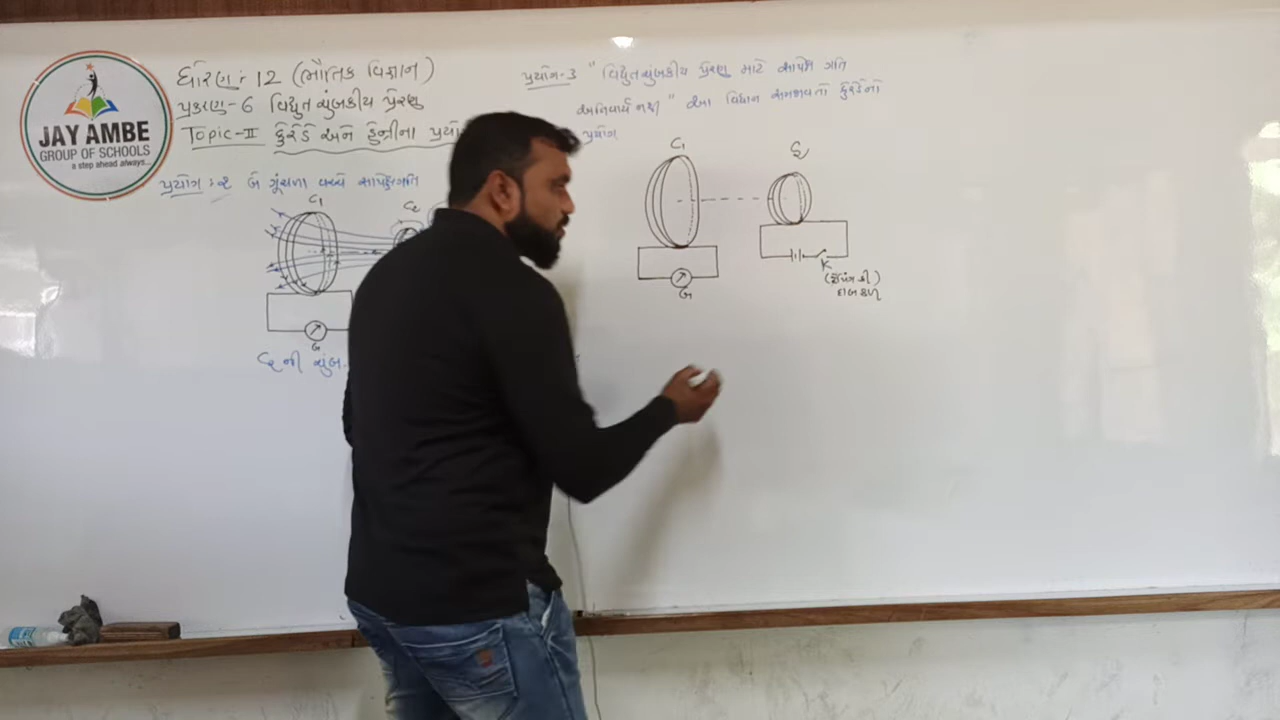 JAY AMBE
GROUP OF SCHOOLS
a step ahead always...
ધોરણ : 12 (ભૌતિક વિજ્ઞાન)
પ્રકરણ-6 વિદ્યુતચુંબકીય પ્રેરણ
Topic-II ફેરેડે અને હેન્રીના
પ્રયોગ : 2 બે ગૂંચળા વચ્ચે સાપેક્ષગતિ
C1
C2
G
C2ની ચુંબ
પ્રયોગ-3 "વિદ્યુતચુંબકીય પ્રેરણ માટે સાપેક્ષ ગતિ
અનિવાર્ય નથી" આ વિધાન સમજાવતો ફેરેડેનો
પ્રયોગ
C1
C2
G
K
દાબકળ